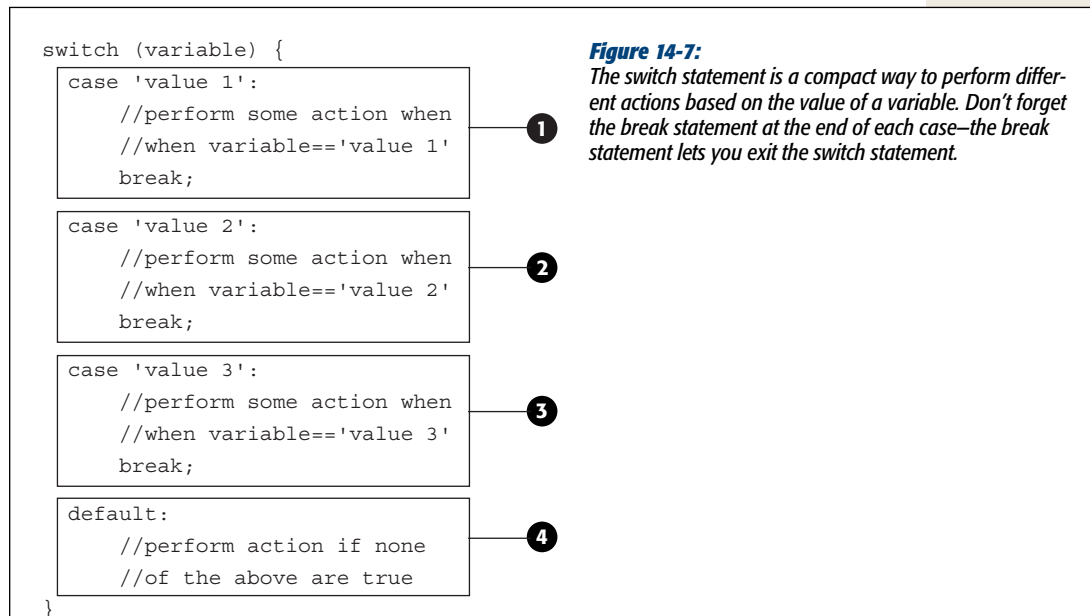 switch (variable) {
case 'value 1':
//perform some action when
//when variable=='value 1'
break;
1
case 'value 2':
//perform some action when
//when variable=='value 2'
break;
2
case 'value 3':
//perform some action when
//when variable=='value 3'
break;
3
default:
//perform action if none
//of the above are true
4
}
Figure 14-7:
The switch statement is a compact way to perform differ-
ent actions based on the value of a variable. Don't forget
the break statement at the end of each case—the break
statement lets you exit the switch statement.